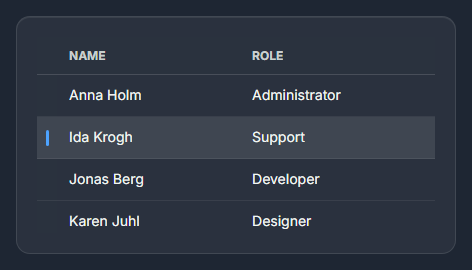 NAME ROLE
Anna Holm Administrator
Ida Krogh Support
Jonas Berg Developer
Karen Juhl Designer